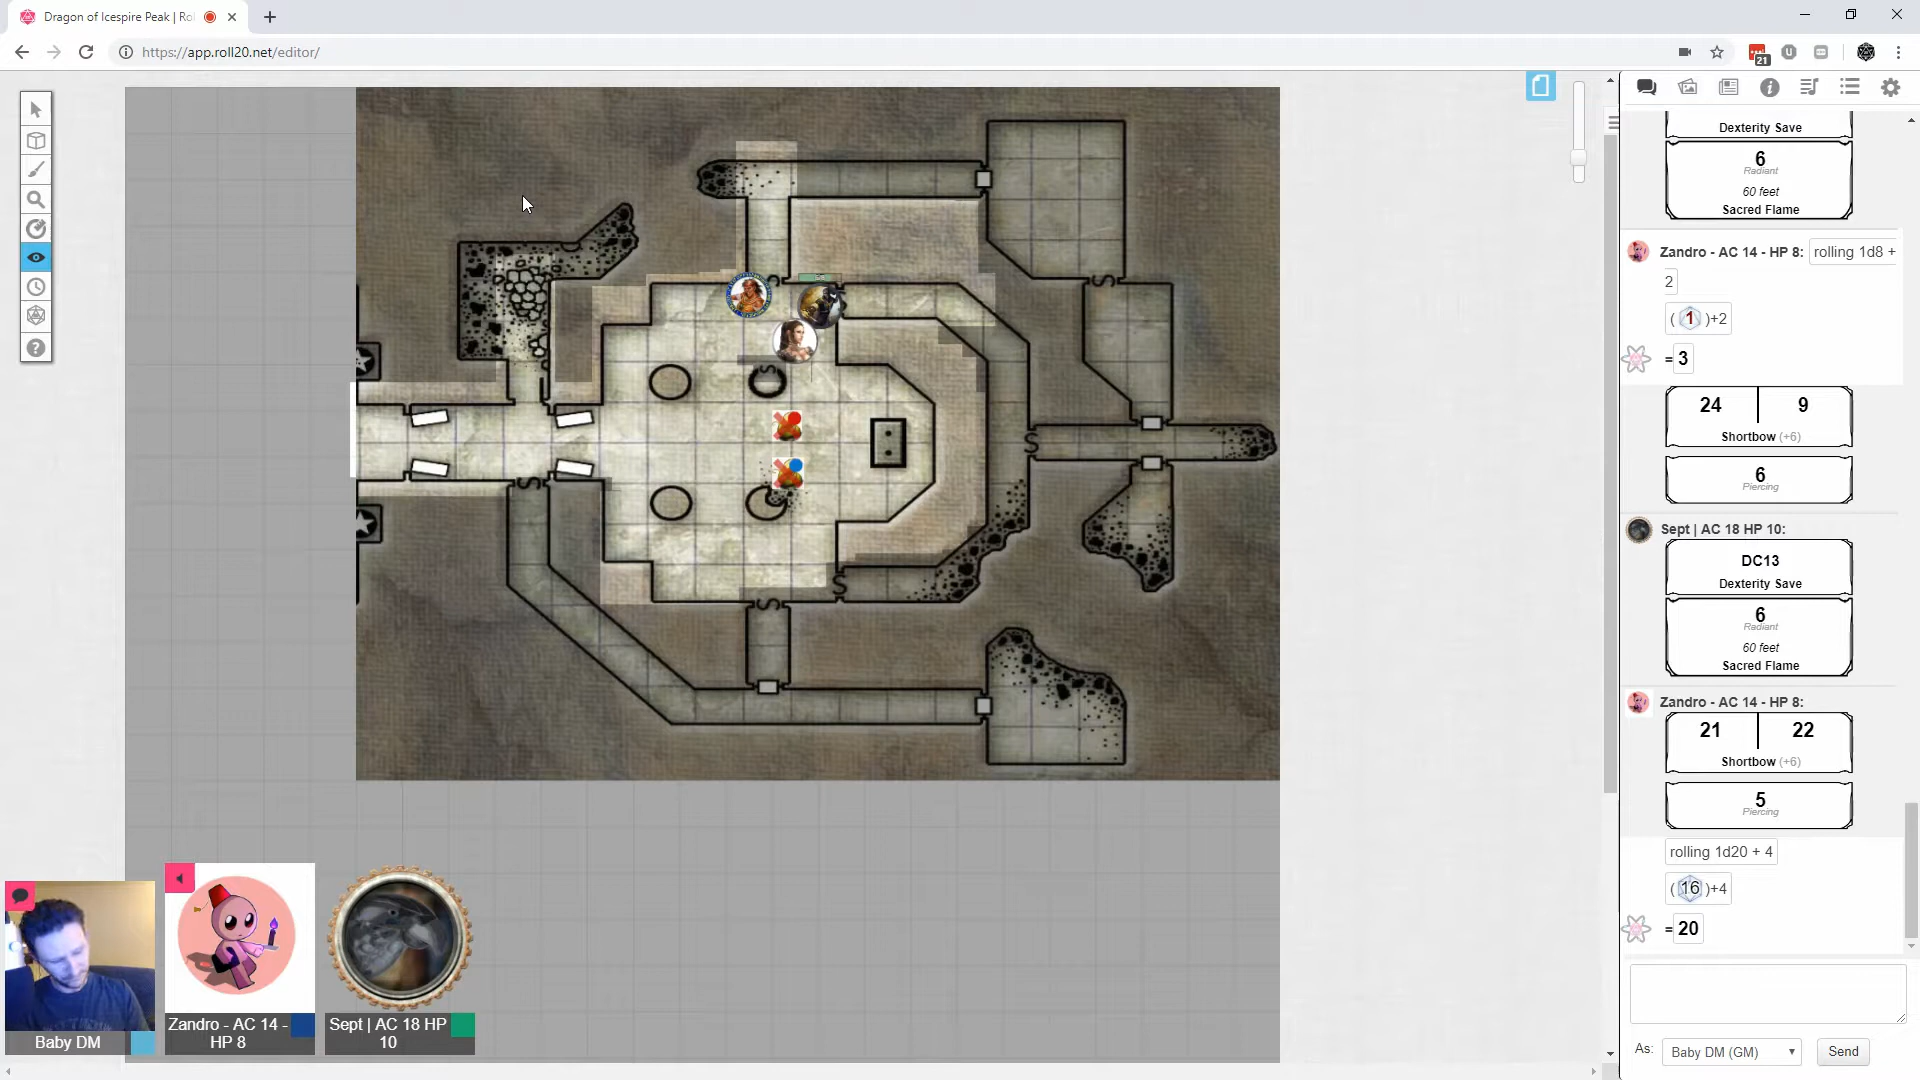 Dragon of Icespire Peak | Rol
https://app.roll20.net/editor/
21
U
Dexterity Save
6
Radiant
60 feet
Sacred Flame
Zandro - AC 14 - HP 8: rolling 1d8 +
2
( 1 )+2
= 3
24 9
Shortbow (+6)
6
Piercing
Sept | AC 18 HP 10:
DC13
Dexterity Save
6
Radiant
60 feet
Sacred Flame
Zandro - AC 14 - HP 8:
21 22
Shortbow (+6)
5
Piercing
rolling 1d20 + 4
( 16 )+4
= 20
As: Baby DM (GM) Send
S
S
S
S
S
S
S
Baby DM
Zandro - AC 14 -
HP 8
Sept | AC 18 HP
10